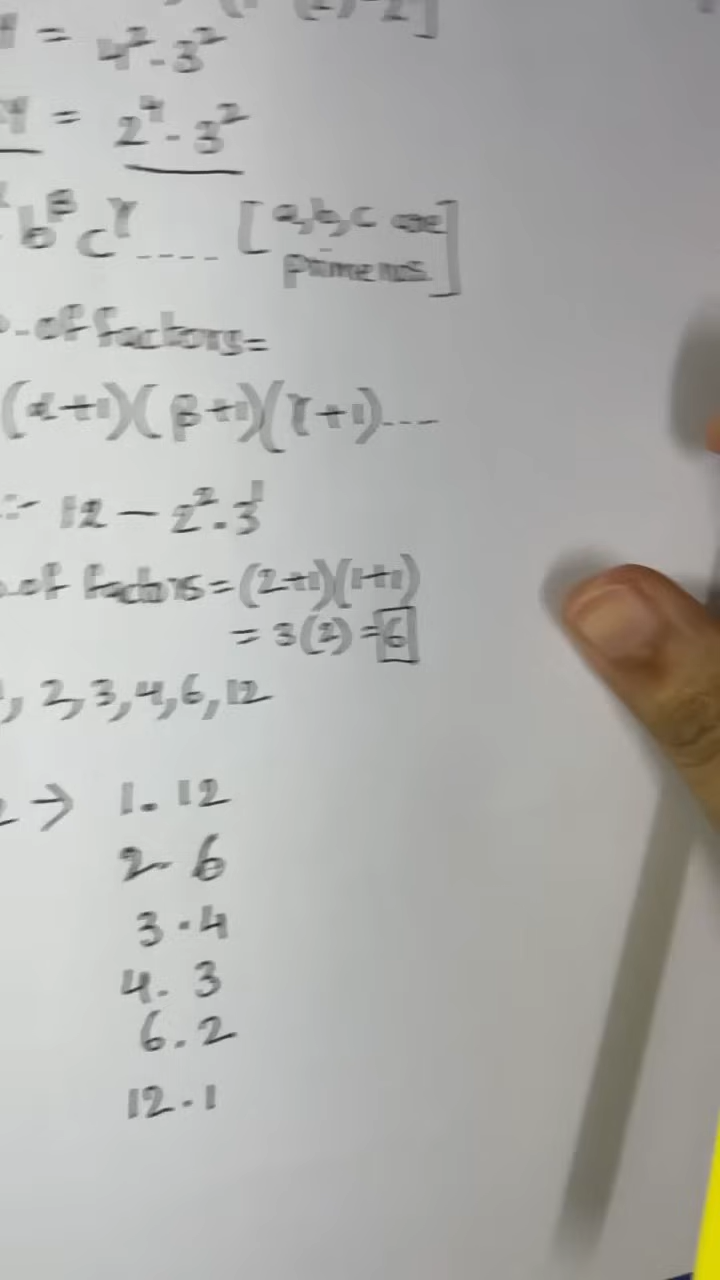 = 4² · 3²
= 2⁴ · 3²
b^β c^γ .... [a,b,c are
prime nos.]
. of factors =
(α+1)(β+1)(γ+1)....
:- 12 – 2² · 3¹
of factors = (2+1)(1+1)
= 3(2) = 6
, 2, 3, 4, 6, 12
→ 1 . 12
2 . 6
3 . 4
4 . 3
6 . 2
12 . 1